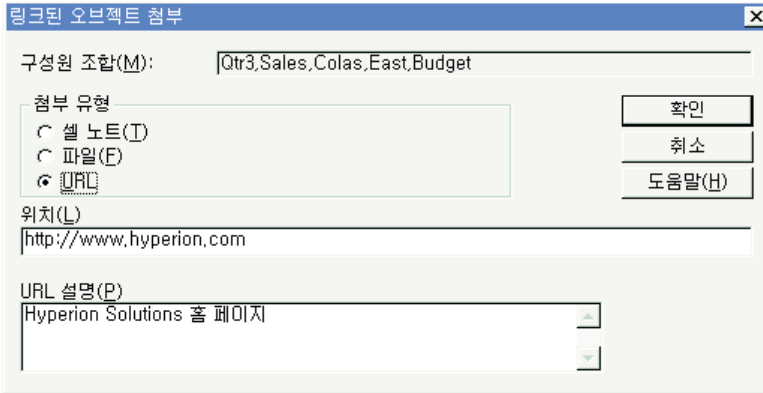 링크된 오브젝트 첨부
구성원 조합(M): Qtr3,Sales,Colas,East,Budget
첨부 유형
셀 노트(T)
파일(F)
URL
확인
취소
도움말(H)
위치(L)
http://www.hyperion.com
URL 설명(P)
Hyperion Solutions 홈 페이지